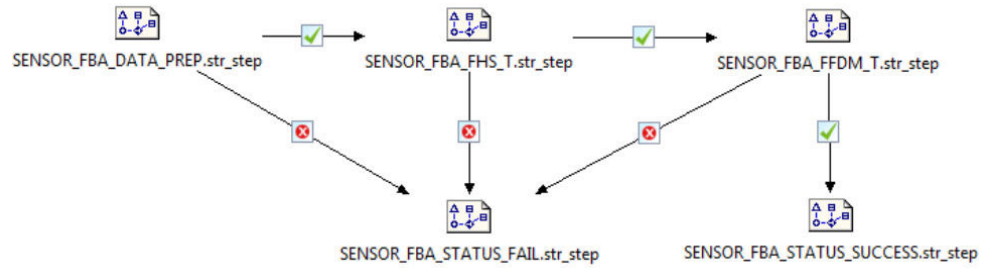 SENSOR_FBA_DATA_PREP.str_step
SENSOR_FBA_FHS_T.str_step
SENSOR_FBA_FFDM_T.str_step
SENSOR_FBA_STATUS_FAIL.str_step
SENSOR_FBA_STATUS_SUCCESS.str_step